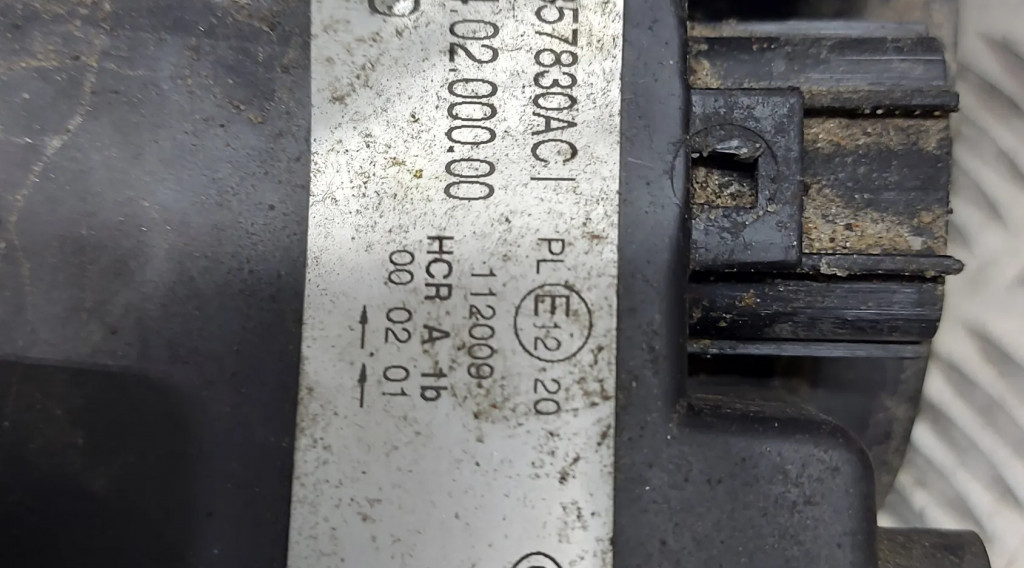 57830AC I PL E12 20
.02.000.00 112009
HCR A 1b
00 02 01
→ →